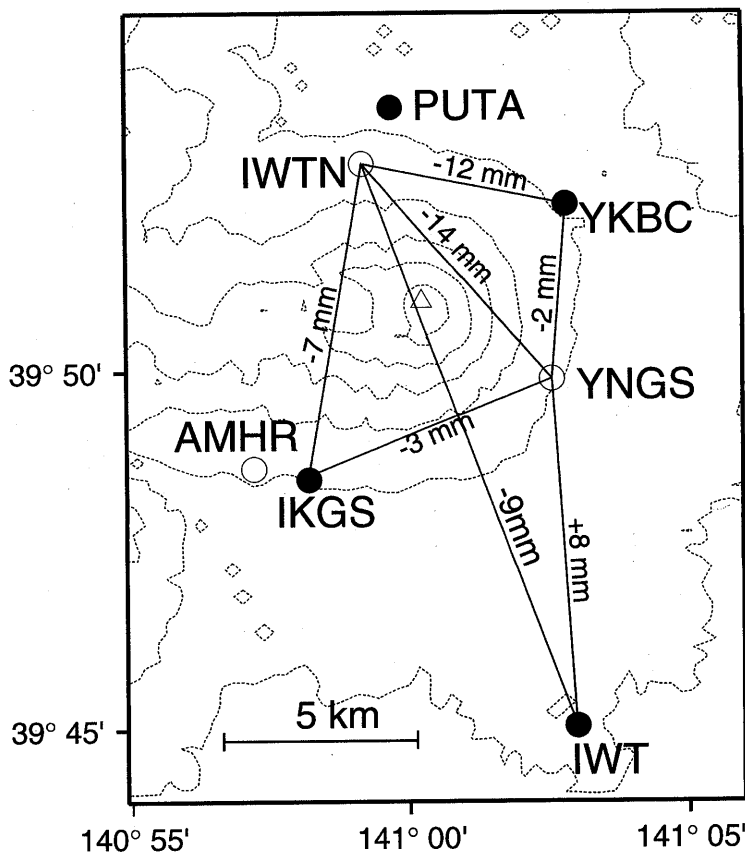 PUTA
IWTN
-12 mm
YKBC
-14 mm
-2 mm
-7 mm
39° 50'
YNGS
AMHR
-3 mm
IKGS
-9mm
+8 mm
5 km
39° 45'
IWT
140° 55'
141° 00'
141° 05'